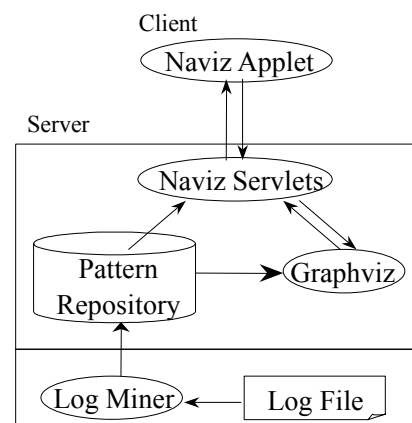 Client
Naviz Applet
Server
Naviz Servlets
Pattern
Repository
Graphviz
Log Miner
Log File